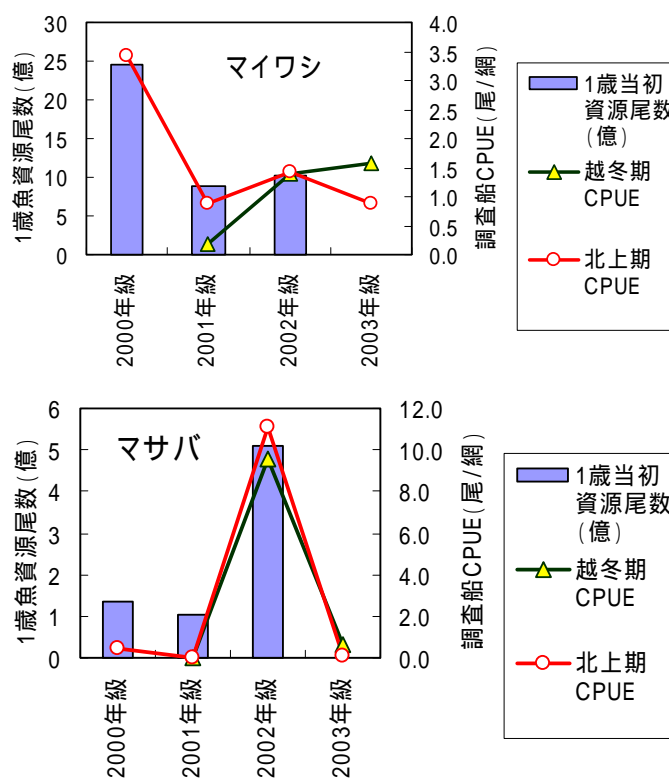 マイワシ
1歳魚資源尾数(億)
30
25
20
15
10
5
0
4.0
3.5
3.0
2.5
2.0
1.5
1.0
0.5
0.0
調査船CPUE(尾/網)
2000年級
2001年級
2002年級
2003年級
1歳当初
資源尾数
(億)
越冬期
CPUE
北上期
CPUE
マサバ
1歳魚資源尾数(億)
6
5
4
3
2
1
0
12.0
10.0
8.0
6.0
4.0
2.0
0.0
調査船CPUE(尾/網)
2000年級
2001年級
2002年級
2003年級
1歳当初
資源尾数
(億)
越冬期
CPUE
北上期
CPUE